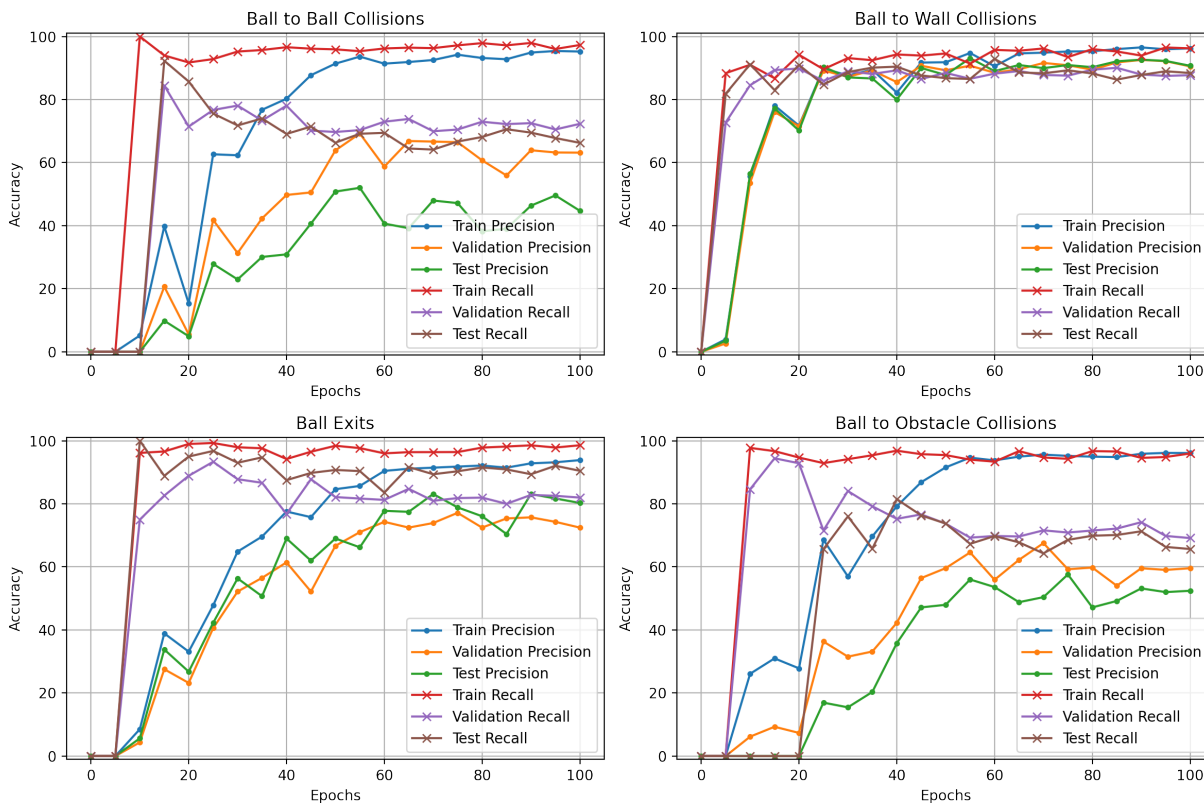 Ball to Ball Collisions
100
80
60
40
20
0
Accuracy
Train Precision
Validation Precision
Test Precision
Train Recall
Validation Recall
Test Recall
0 20 40 60 80 100
Epochs
Ball to Wall Collisions
100
80
60
40
20
0
Accuracy
Train Precision
Validation Precision
Test Precision
Train Recall
Validation Recall
Test Recall
0 20 40 60 80 100
Epochs
Ball Exits
100
80
60
40
20
0
Accuracy
Train Precision
Validation Precision
Test Precision
Train Recall
Validation Recall
Test Recall
0 20 40 60 80 100
Epochs
Ball to Obstacle Collisions
100
80
60
40
20
0
Accuracy
Train Precision
Validation Precision
Test Precision
Train Recall
Validation Recall
Test Recall
0 20 40 60 80 100
Epochs